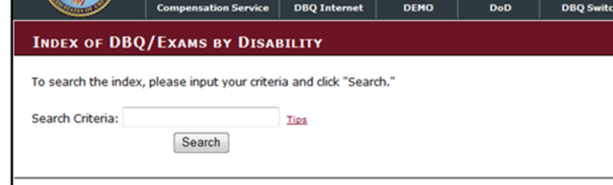 Compensation Service DBQ Internet DEMO DoD DBQ
INDEX OF DBQ/EXAMS BY DISABILITY
To search the index, please input your criteria and click "Search."
Search Criteria: Tips
Search